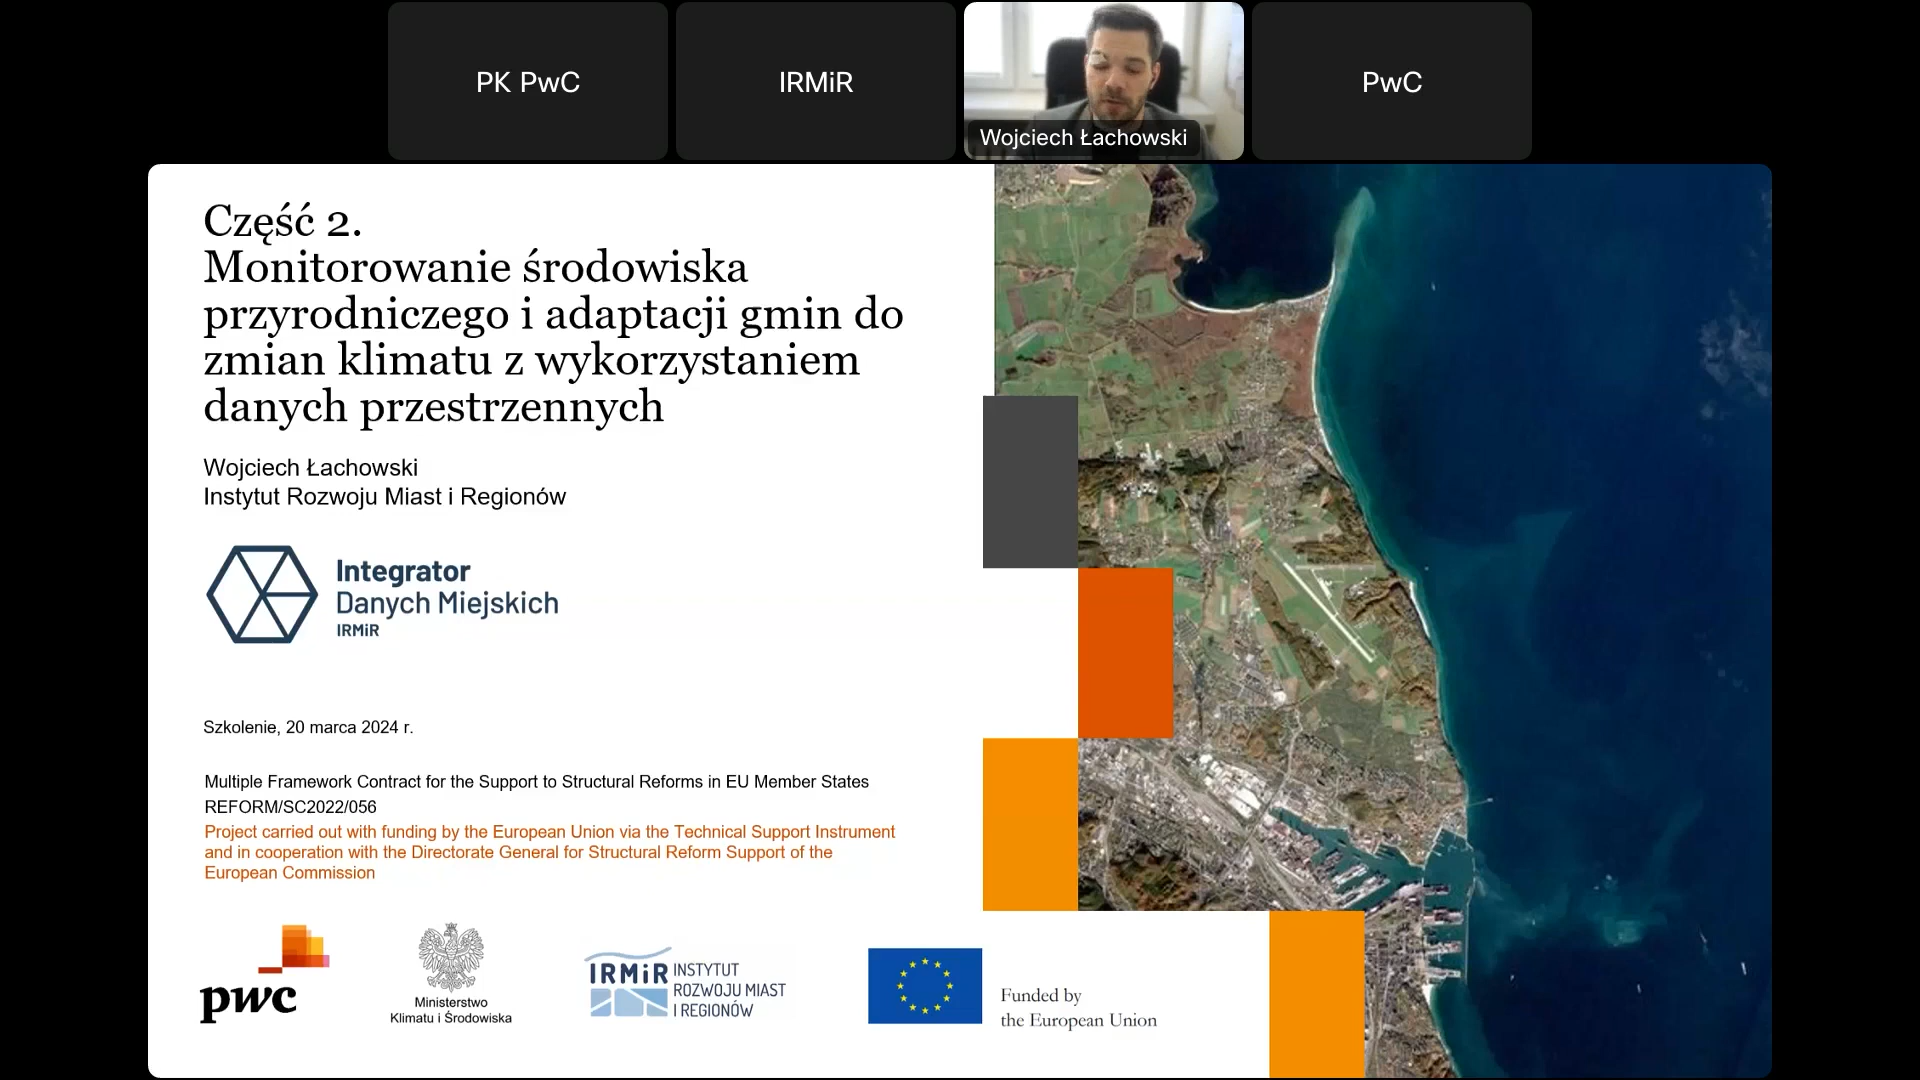 PK PwC
IRMiR
Wojciech Łachowski
PwC
Część 2.
Monitorowanie środowiska
przyrodniczego i adaptacji gmin do
zmian klimatu z wykorzystaniem
danych przestrzennych
Wojciech Łachowski
Instytut Rozwoju Miast i Regionów
Integrator
Danych Miejskich
IRMiR
Szkolenie, 20 marca 2024 r.
Multiple Framework Contract for the Support to Structural Reforms in EU Member States
REFORM/SC2022/056
Project carried out with funding by the European Union via the Technical Support Instrument
and in cooperation with the Directorate General for Structural Reform Support of the
European Commission
pwc
Ministerstwo
Klimatu i Środowiska
IRMiR
INSTYTUT
ROZWOJU MIAST
I REGIONÓW
Funded by
the European Union